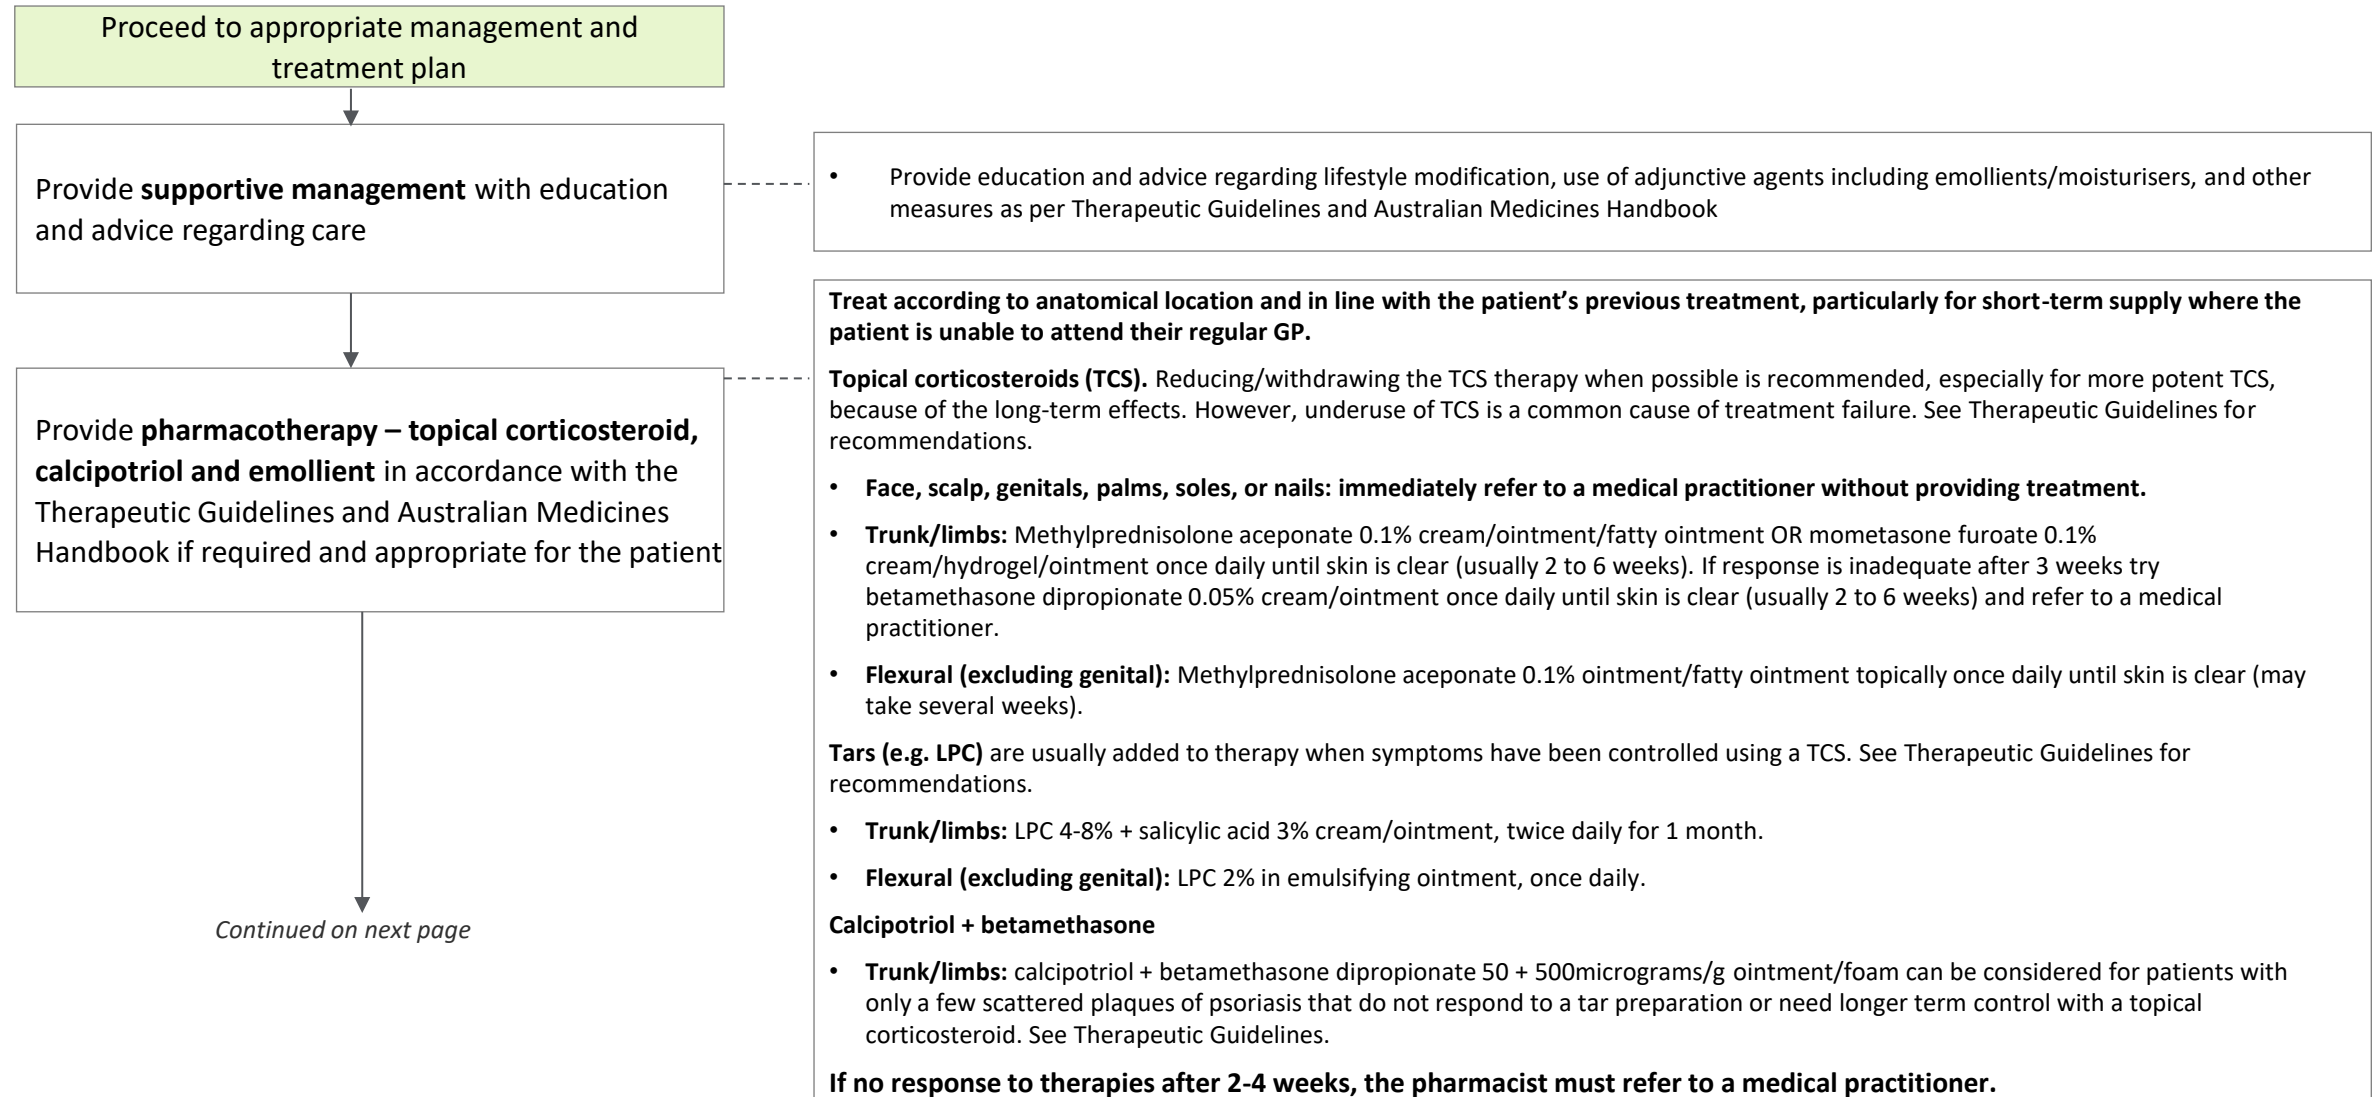 Proceed to appropriate management and
treatment plan
Provide supportive management with education
and advice regarding care
• Provide education and advice regarding lifestyle modification, use of adjunctive agents including emollients/moisturisers, and other
measures as per Therapeutic Guidelines and Australian Medicines Handbook
Provide pharmacotherapy – topical corticosteroid,
calcipotriol and emollient in accordance with the
Therapeutic Guidelines and Australian Medicines
Handbook if required and appropriate for the patient
Treat according to anatomical location and in line with the patient’s previous treatment, particularly for short-term supply where the
patient is unable to attend their regular GP.
Topical corticosteroids (TCS). Reducing/withdrawing the TCS therapy when possible is recommended, especially for more potent TCS,
because of the long-term effects. However, underuse of TCS is a common cause of treatment failure. See Therapeutic Guidelines for
recommendations.
• Face, scalp, genitals, palms, soles, or nails: immediately refer to a medical practitioner without providing treatment.
• Trunk/limbs: Methylprednisolone aceponate 0.1% cream/ointment/fatty ointment OR mometasone furoate 0.1%
cream/hydrogel/ointment once daily until skin is clear (usually 2 to 6 weeks). If response is inadequate after 3 weeks try
betamethasone dipropionate 0.05% cream/ointment once daily until skin is clear (usually 2 to 6 weeks) and refer to a medical
practitioner.
• Flexural (excluding genital): Methylprednisolone aceponate 0.1% ointment/fatty ointment topically once daily until skin is clear (may
take several weeks).
Tars (e.g. LPC) are usually added to therapy when symptoms have been controlled using a TCS. See Therapeutic Guidelines for
recommendations.
• Trunk/limbs: LPC 4-8% + salicylic acid 3% cream/ointment, twice daily for 1 month.
• Flexural (excluding genital): LPC 2% in emulsifying ointment, once daily.
Calcipotriol + betamethasone
• Trunk/limbs: calcipotriol + betamethasone dipropionate 50 + 500micrograms/g ointment/foam can be considered for patients with
only a few scattered plaques of psoriasis that do not respond to a tar preparation or need longer term control with a topical
corticosteroid. See Therapeutic Guidelines.
If no response to therapies after 2-4 weeks, the pharmacist must refer to a medical practitioner.
Continued on next page